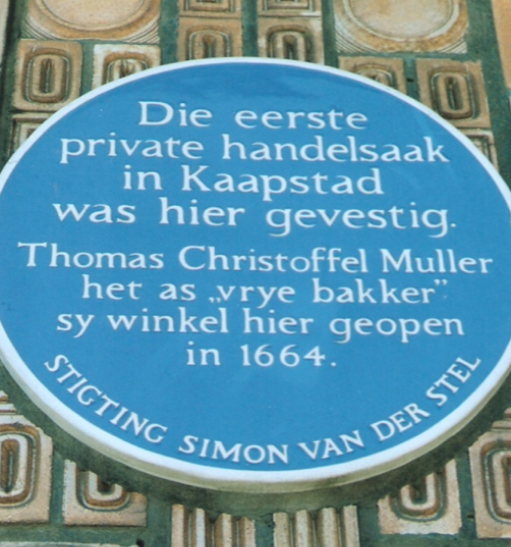 Die eerste
private handelsaak
in Kaapstad
was hier gevestig.
Thomas Christoffel Muller
het as „vrye bakker”
sy winkel hier geopen
in 1664.
STIGTING SIMON VAN DER STEL